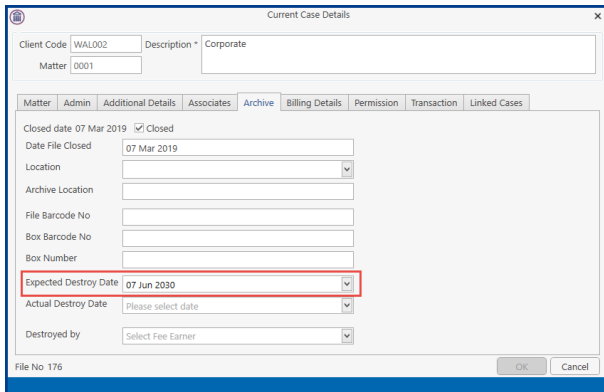 Current Case Details
Client Code WAL002 Description * Corporate
Matter 0001
Matter Admin Additional Details Associates Archive Billing Details Permission Transaction Linked Cases
Closed date 07 Mar 2019 Closed
Date File Closed 07 Mar 2019
Location
Archive Location
File Barcode No
Box Barcode No
Box Number
Expected Destroy Date 07 Jun 2030
Actual Destroy Date Please select date
Destroyed by Select Fee Earner
File No 176 OK Cancel